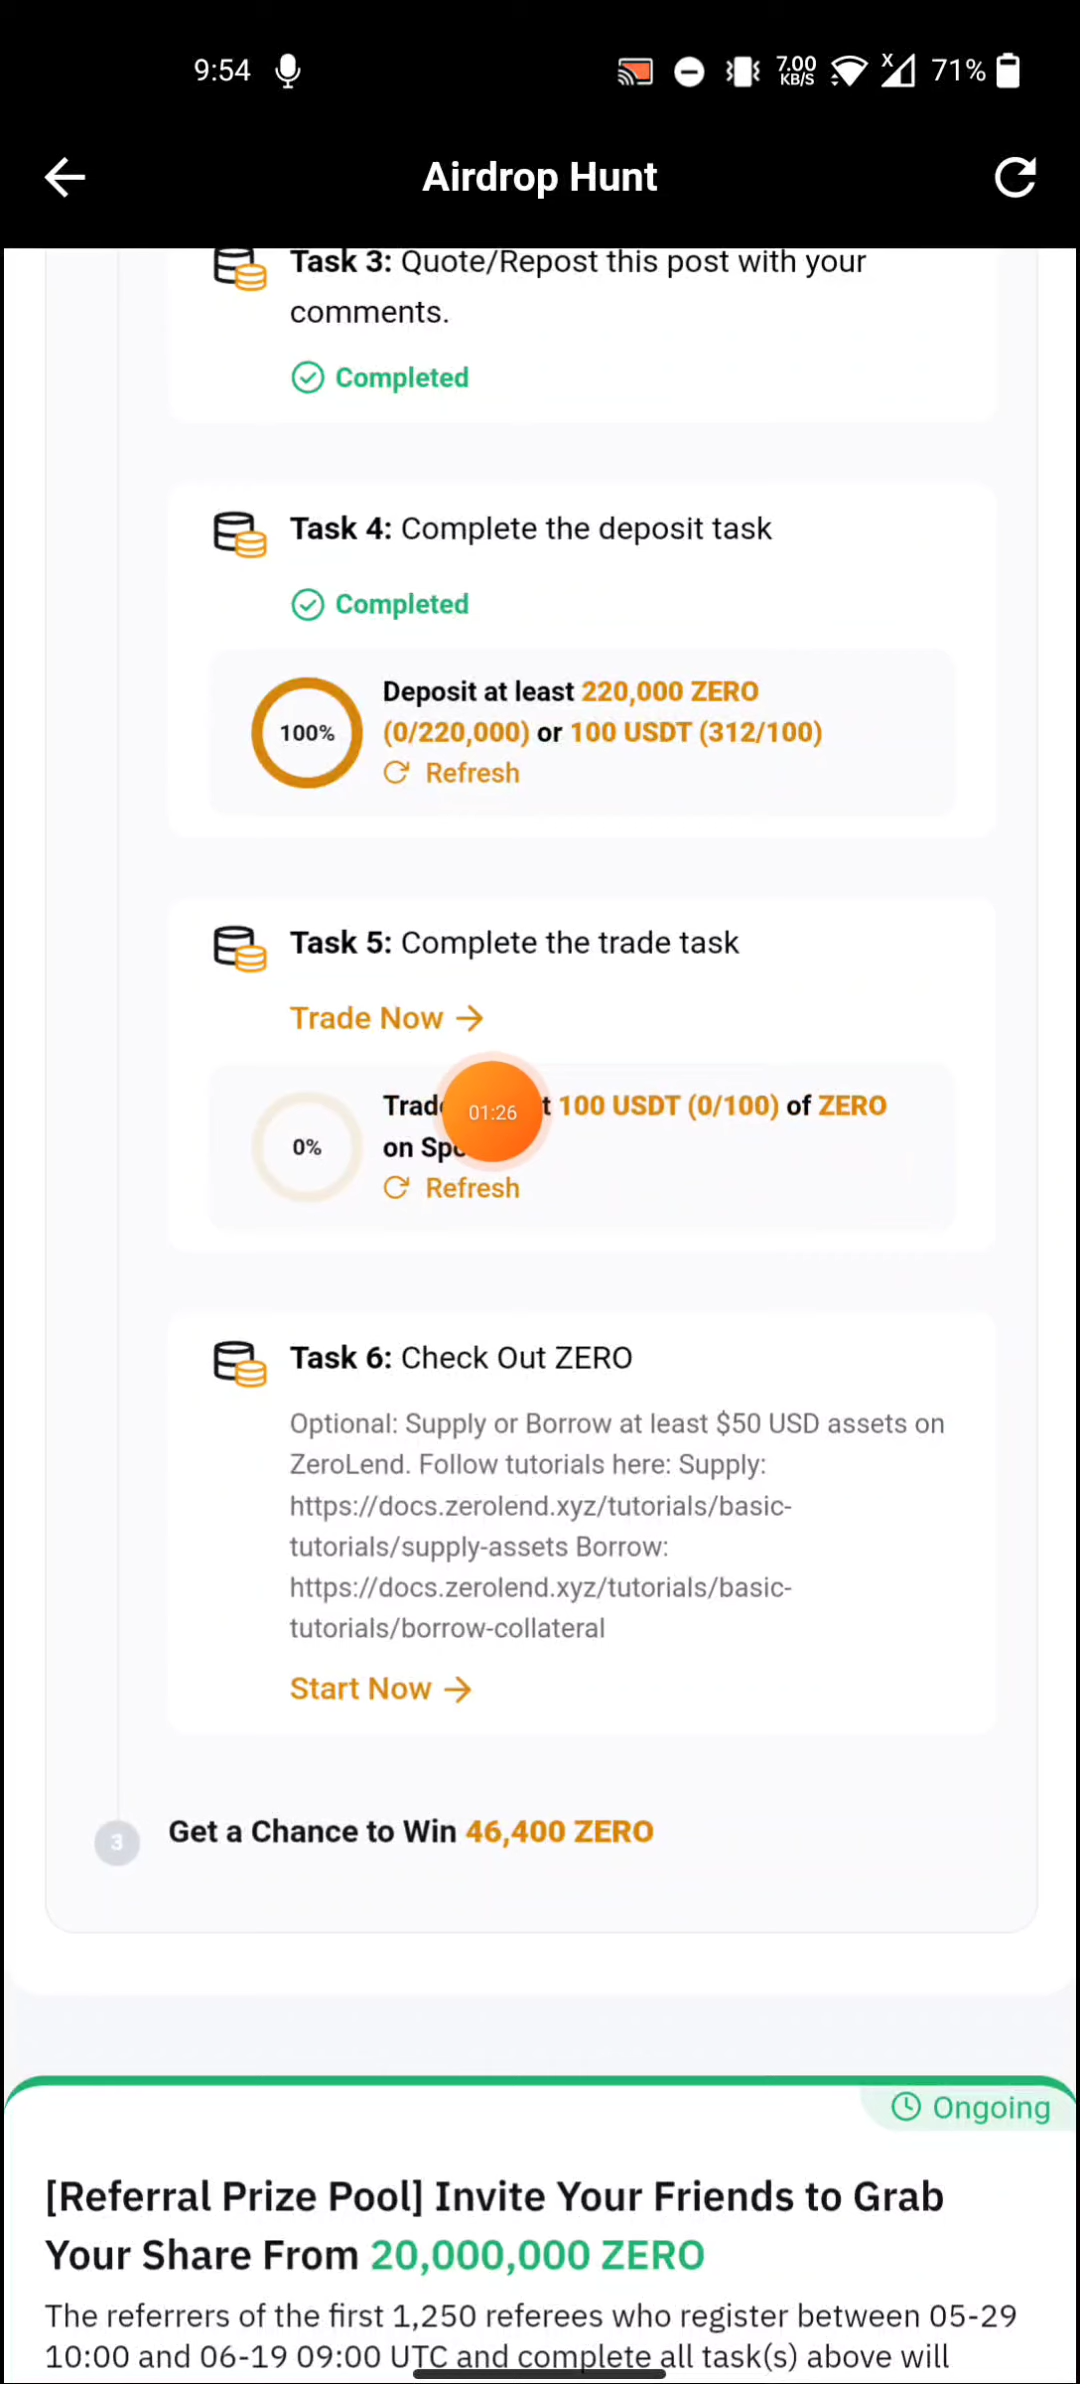 9:54
7.00
KB/S
X
71%
Airdrop Hunt
Task 3: Quote/Repost this post with your
comments.
Completed
Task 4: Complete the deposit task
Completed
100%
Deposit at least 220,000 ZERO
(0/220,000) or 100 USDT (312/100)
Refresh
Task 5: Complete the trade task
Trade Now
01:26
100 USDT (0/100) of ZERO
0%
on
Refresh
Task 6: Check Out ZERO
Optional: Supply or Borrow at least $50 USD assets on
ZeroLend. Follow tutorials here: Supply:
https://docs.zerolend.xyz/tutorials/basic-
tutorials/supply-assets Borrow:
https://docs.zerolend.xyz/tutorials/basic-
tutorials/borrow-collateral
Start Now
3
Get a Chance to Win 46,400 ZERO
Ongoing
[Referral Prize Pool] Invite Your Friends to Grab
Your Share From 20,000,000 ZERO
The referrers of the first 1,250 referees who register between 05-29
10:00 and 06-19 09:00 UTC and complete all task(s) above will